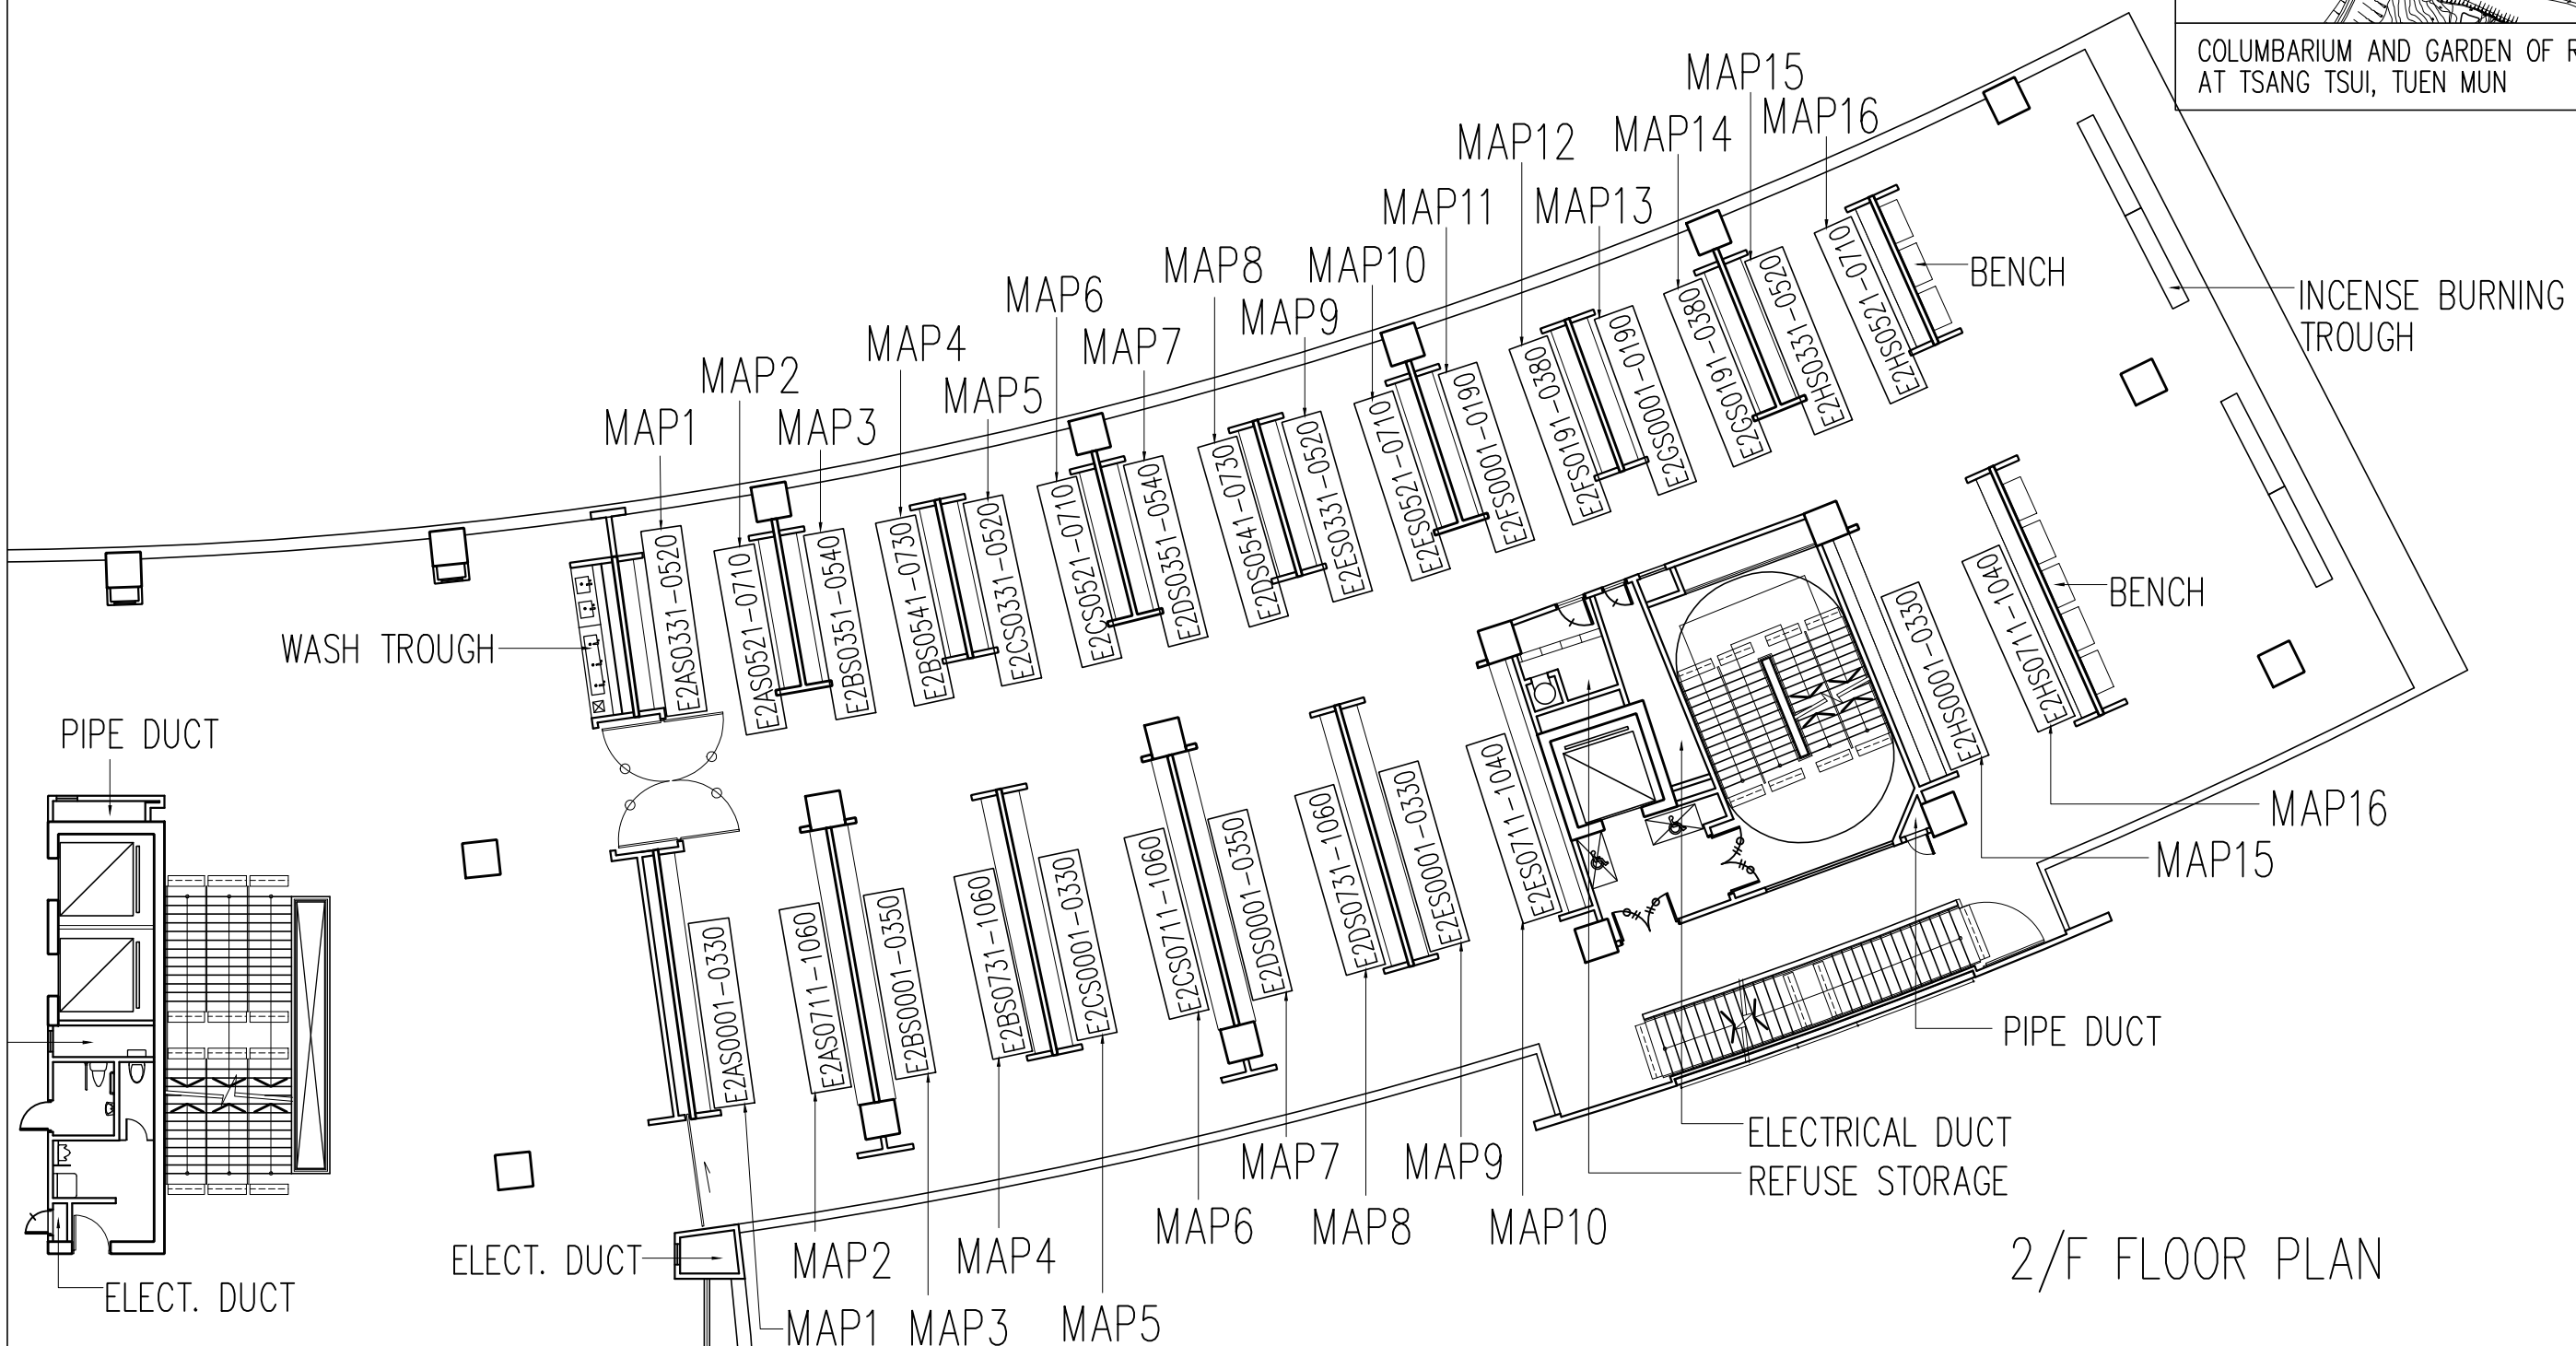 COLUMBARIUM AND GARDEN OF
AT TSANG TSUI, TUEN MUN
MAP15
MAP16
MAP14
MAP12
MAP13
MAP11
MAP10
MAP8
MAP9
MAP6
MAP7
MAP4
MAP5
MAP2
MAP3
MAP1
BENCH
INCENSE BURNING
TROUGH
E2AS0331-0520
E2AS0521-0710
E2BS0351-0540
E2BS0541-0730
E2CS0331-0520
E2CS0521-0710
E2DS0351-0540
E2DS0541-0730
E2ES0331-0520
E2ES0521-0710
E2FS0001-0190
E2FS0191-0380
E2GS0001-0190
E2GS0191-0380
E2HS0331-0520
E2HS0521-0710
WASH TROUGH
PIPE DUCT
BENCH
E2AS0001-0330
E2AS0711-1060
E2BS0001-0350
E2BS0731-1060
E2CS0001-0330
E2CS0711-1060
E2DS0001-0350
E2DS0731-1060
E2ES0001-0330
E2ES0711-1040
E2HS0001-0330
E2HS0711-1040
MAP16
MAP15
PIPE DUCT
ELECTRICAL DUCT
REFUSE STORAGE
MAP7
MAP9
MAP6
MAP8
MAP10
MAP2
MAP4
MAP1
MAP3
MAP5
ELECT. DUCT
ELECT. DUCT
2/F FLOOR PLAN